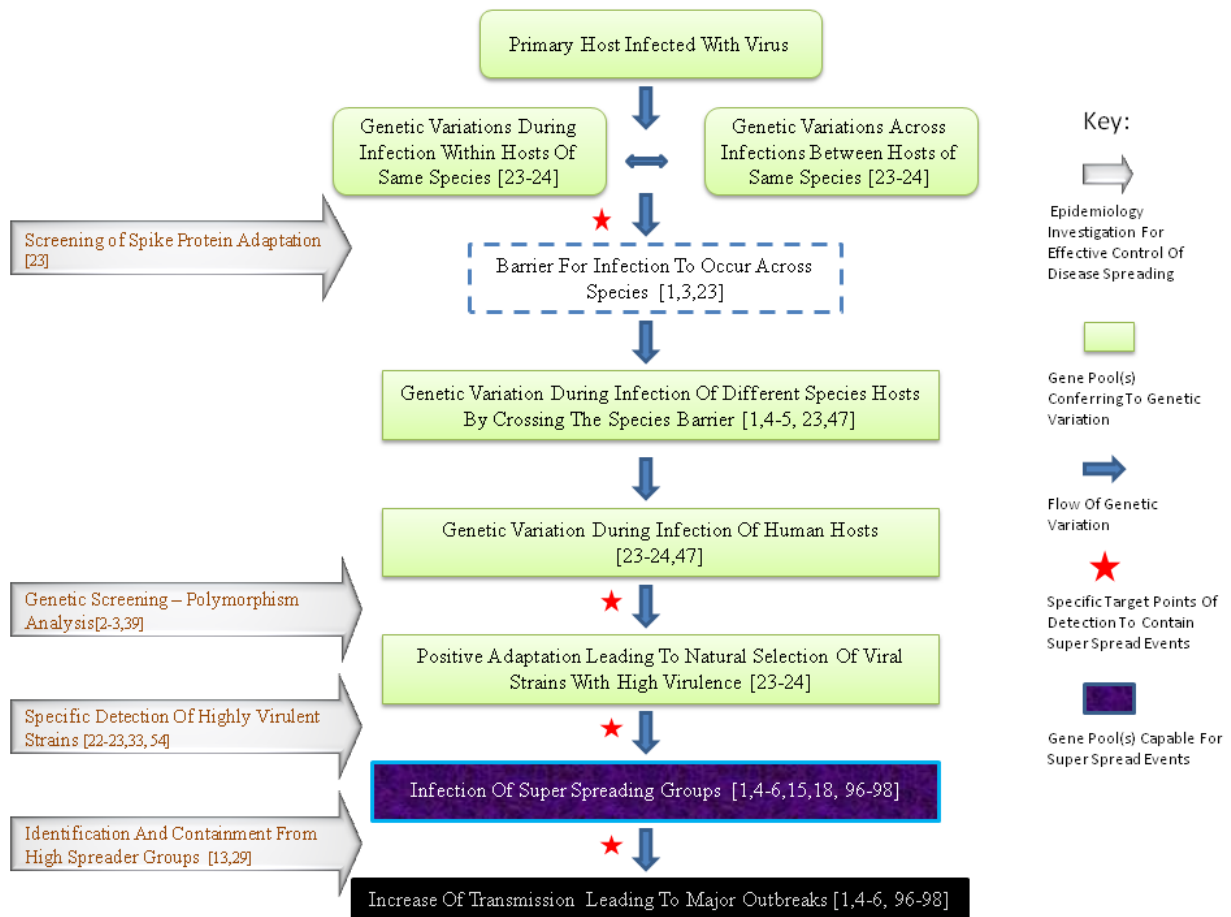 Primary Host Infected With Virus
Genetic Variations During
Infection Within Hosts Of
Same Species [23-24]
Genetic Variations Across
Infections Between Hosts of
Same Species [23-24]
Screening of Spike Protein Adaptation
[23]
Barrier For Infection To Occur Across
Species [1,3,23]
Genetic Variation During Infection Of Different Species Hosts
By Crossing The Species Barrier [1,4-5, 23,47]
Genetic Variation During Infection Of Human Hosts
[23-24,47]
Genetic Screening – Polymorphism
Analysis[2-3,39]
Positive Adaptation Leading To Natural Selection Of Viral
Strains With High Virulence [23-24]
Specific Detection Of Highly Virulent
Strains [22-23,33, 54]
Infection Of Super Spreading Groups [1,4-6,15,18, 96-98]
Identification And Containment From
High Spreader Groups [13,29]
Increase Of Transmission Leading To Major Outbreaks [1,4-6, 96-98]
Key:
Epidemiology
Investigation For
Effective Control Of
Disease Spreading
Gene Pool(s)
Conferring To Genetic
Variation
Flow Of Genetic
Variation
Specific Target Points Of
Detection To Contain
Super Spread Events
Gene Pool(s) Capable For
Super Spread Events